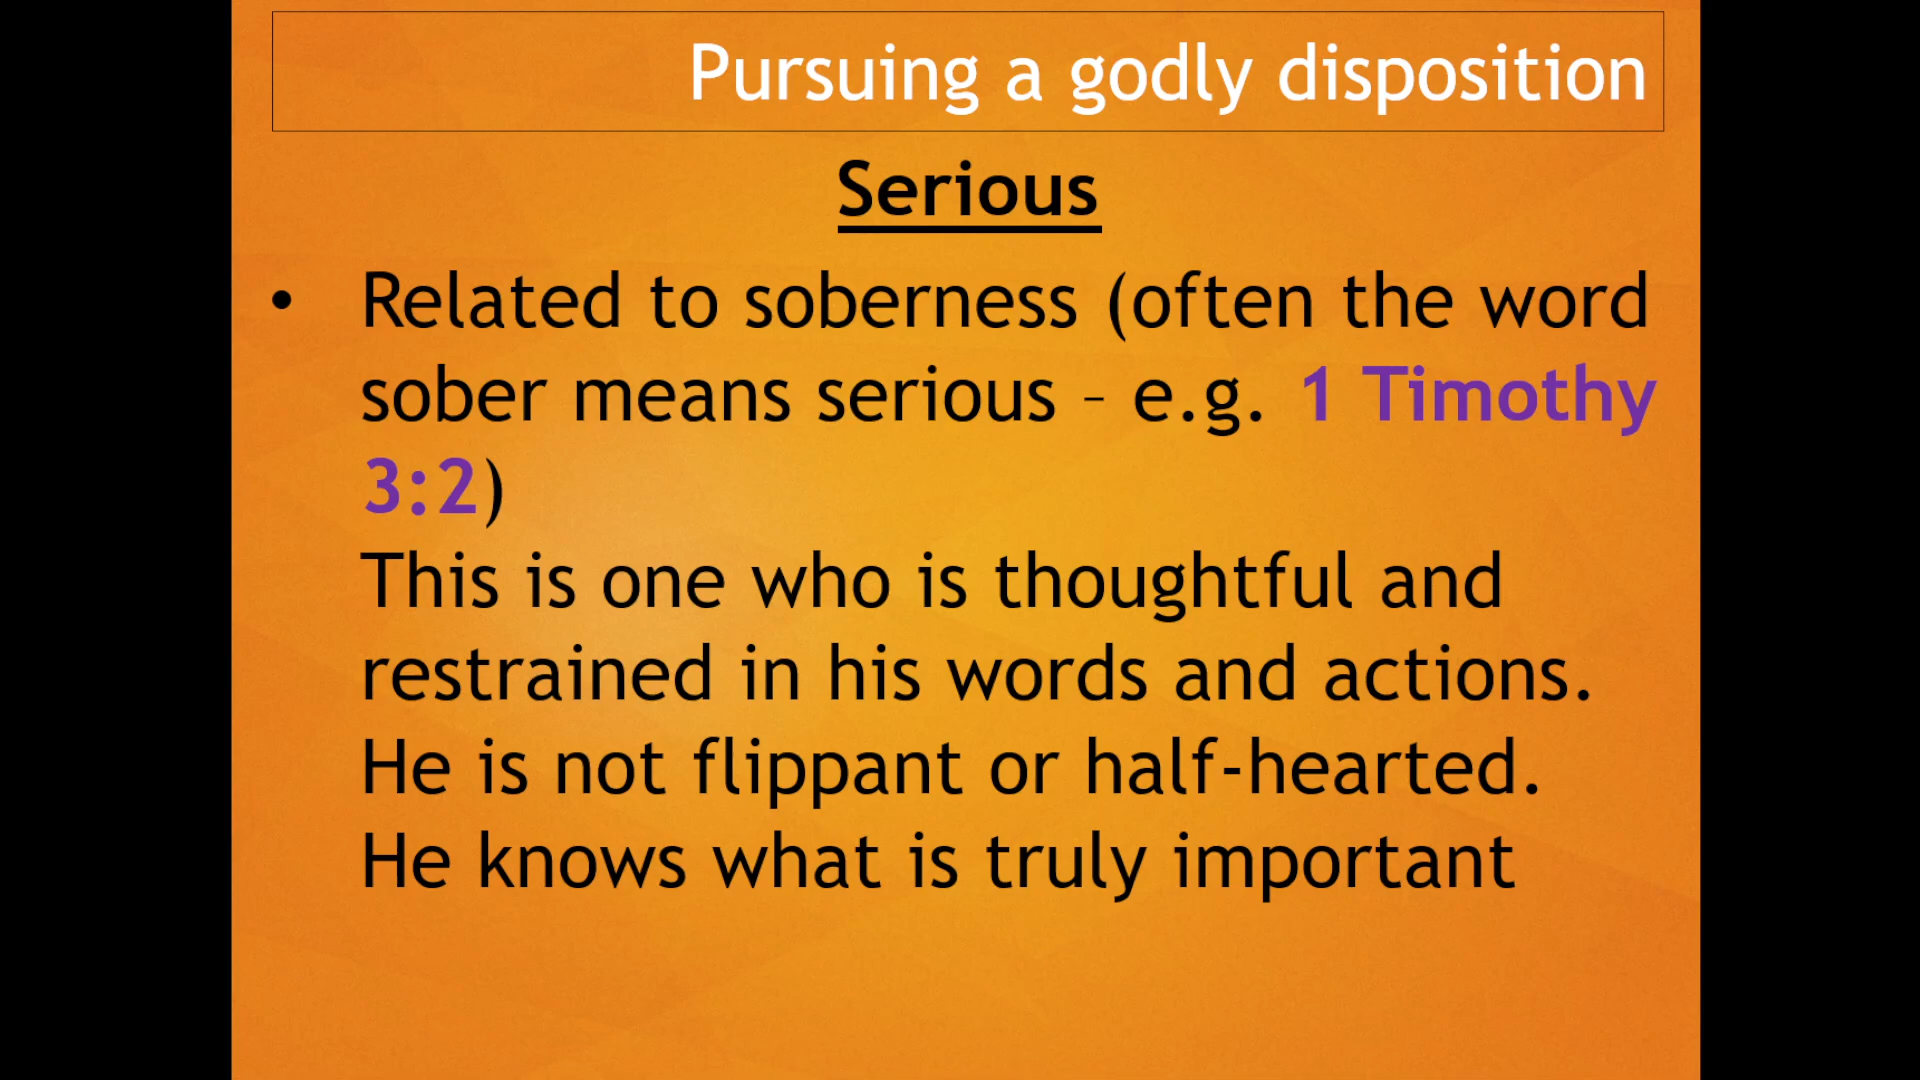 Pursuing a godly disposition
Serious
• Related to soberness (often the word
sober means serious – e.g. 1 Timothy
3:2)
This is one who is thoughtful and
restrained in his words and actions.
He is not flippant or half-hearted.
He knows what is truly important